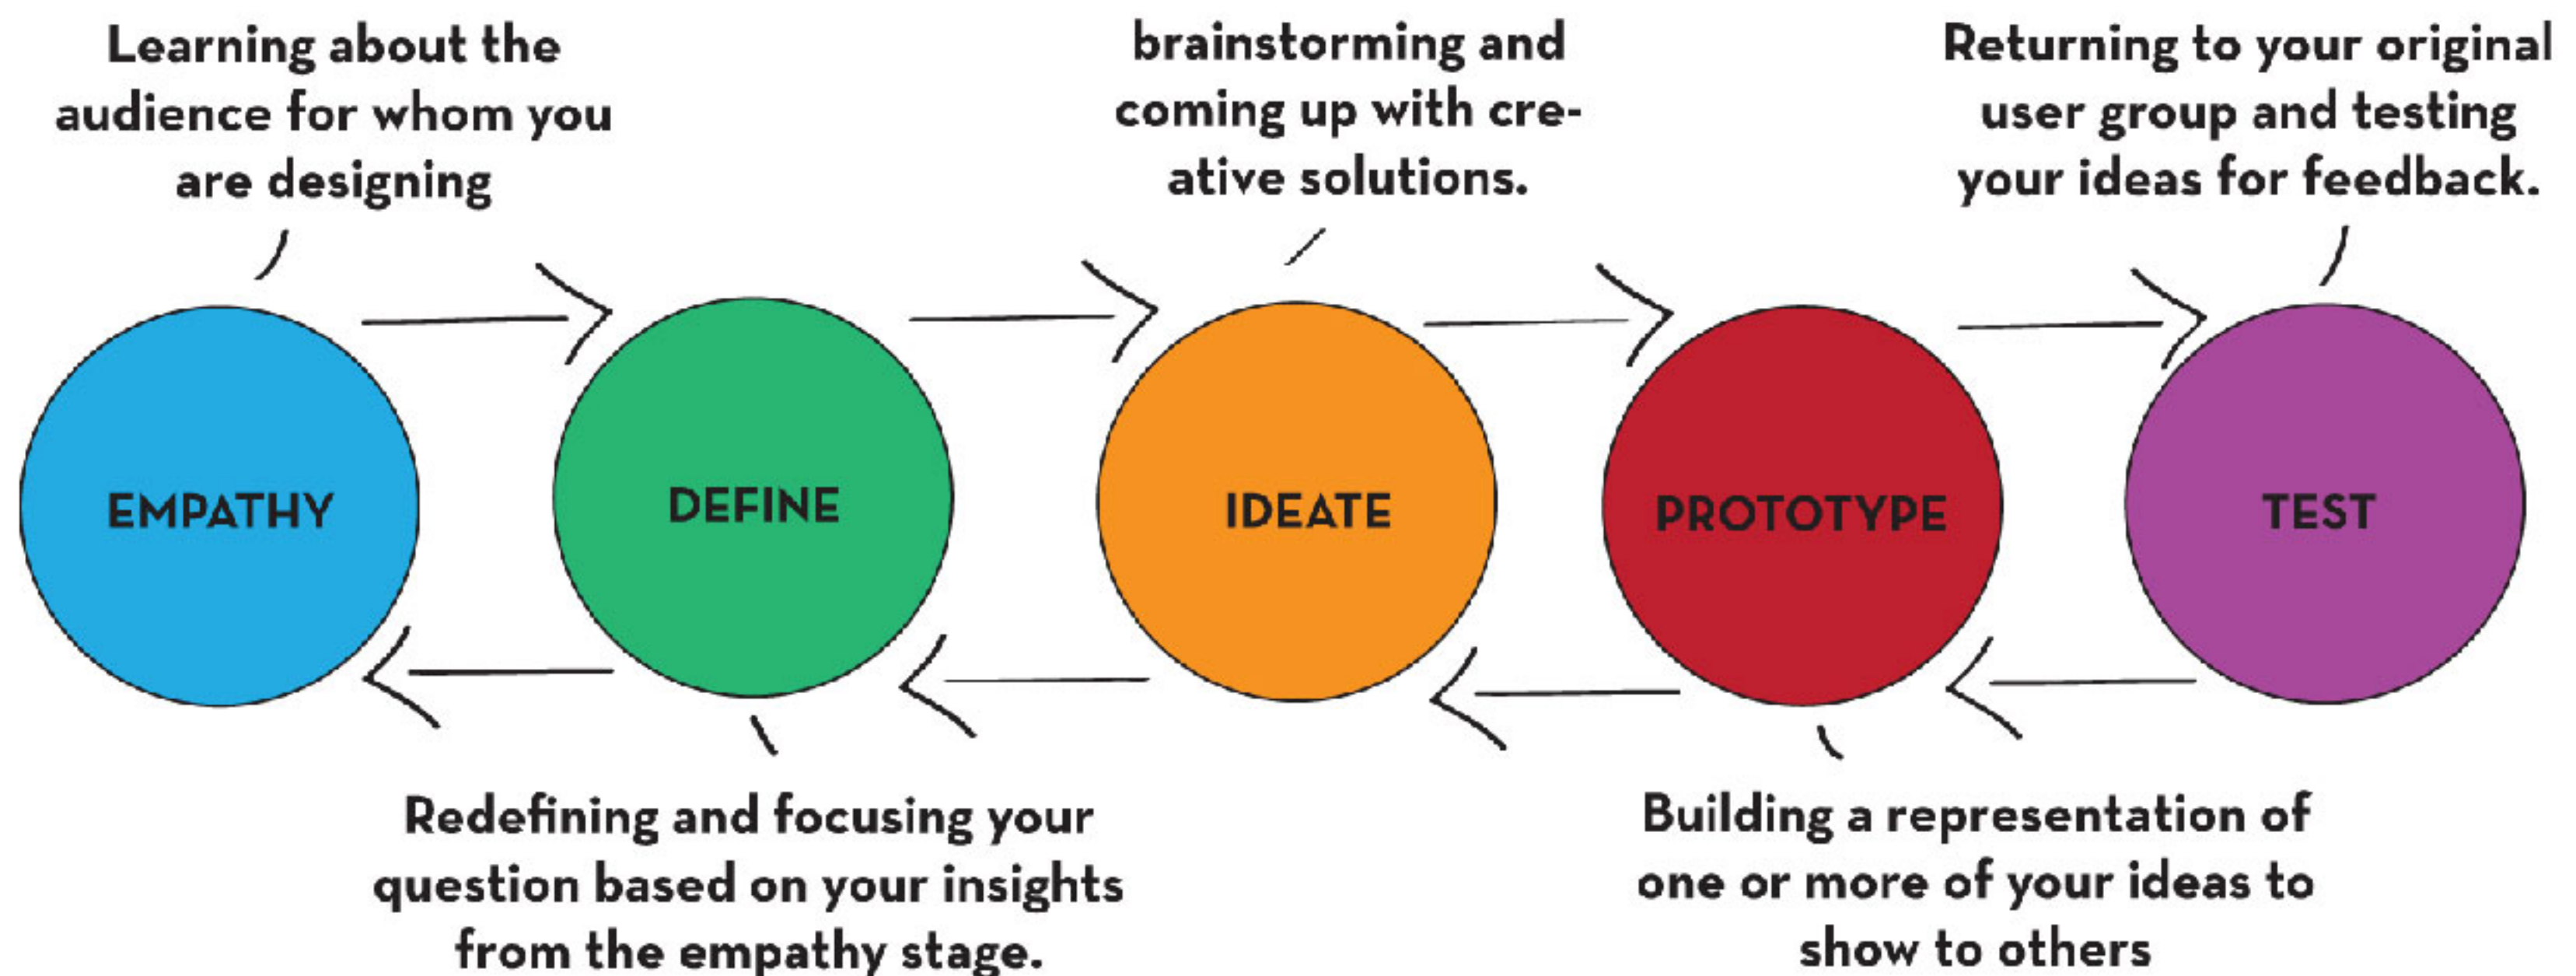 Learning about the
audience for whom you
are designing
brainstorming and
coming up with cre-
ative solutions.
Returning to your original
user group and testing
your ideas for feedback.
EMPATHY
DEFINE
IDEATE
PROTOTYPE
TEST
Redefining and focusing your
question based on your insights
from the empathy stage.
Building a representation of
one or more of your ideas to
show to others